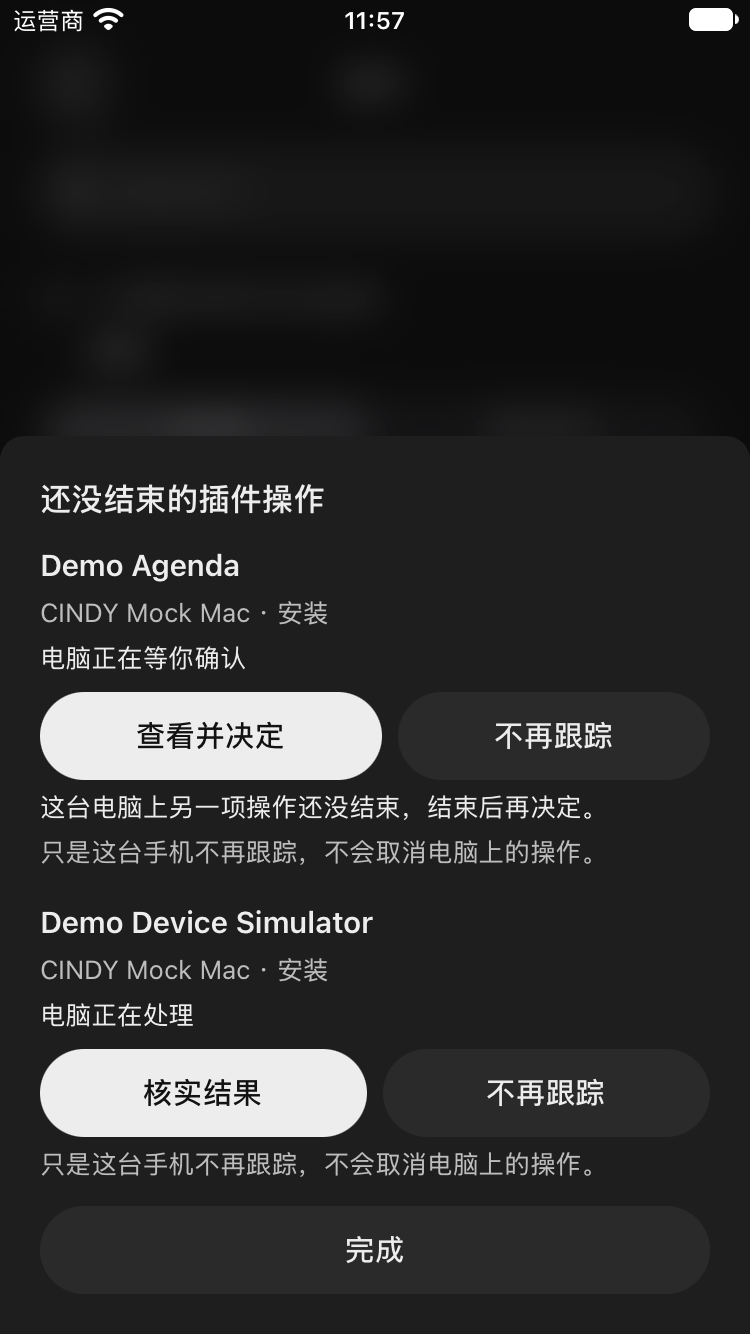 运营商
11:57
还没结束的插件操作
Demo Agenda
CINDY Mock Mac · 安装
电脑正在等你确认
查看并决定
不再跟踪
这台电脑上另一项操作还没结束，结束后再决定。
只是这台手机不再跟踪，不会取消电脑上的操作。
Demo Device Simulator
CINDY Mock Mac · 安装
电脑正在处理
核实结果
不再跟踪
只是这台手机不再跟踪，不会取消电脑上的操作。
完成